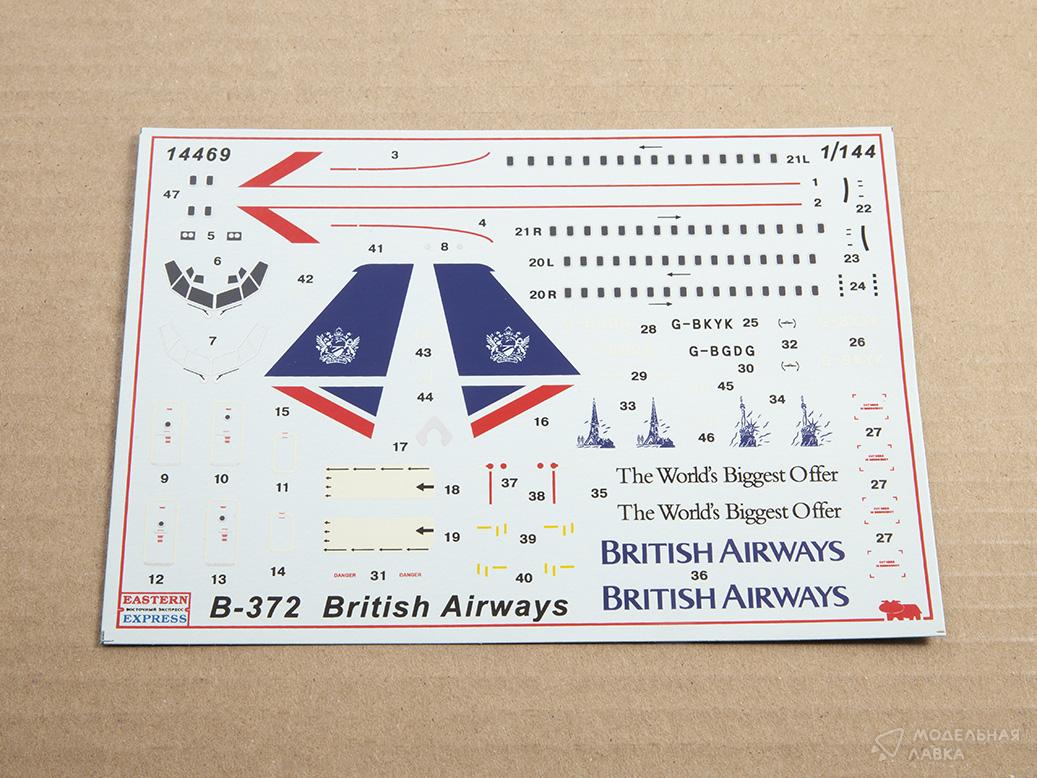 14469
3
21L
1/144
47
1
2
22
4
21R
5
41
8
6
42
20L
23
20R
24
7
28
G-BKYK
25
32
26
43
G-BGDG
30
29
45
44
15
33
34
16
46
27
17
9
10
11
18
37
38
35
The World's Biggest Offer
27
The World's Biggest Offer
19
39
27
BRITISH AIRWAYS
12
13
14
DANGER
31
DANGER
40
36
BRITISH AIRWAYS
EASTERN
ВОСТОЧНЫЙ ЭКСПРЕСС
EXPRESS
B-372 British Airways
МОДЕЛЬНАЯ
ЛАВКА